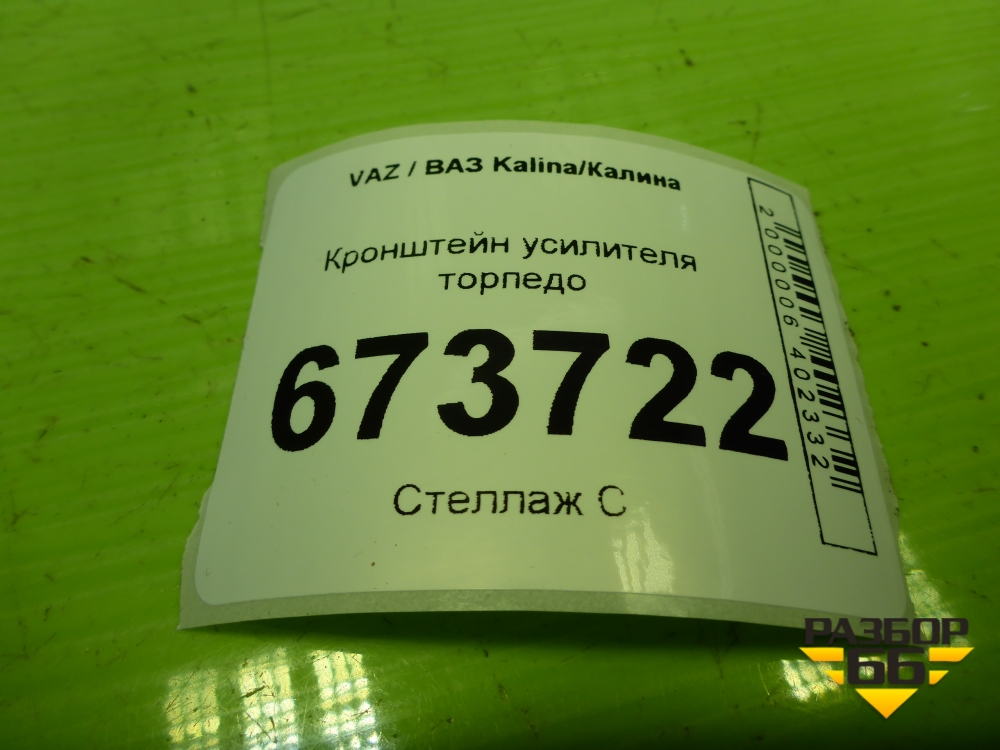 VAZ / ВАЗ Kalina/Калина
Кронштейн усилителя
торпедо
673722
Стеллаж С
2000006402332
РАЗБОР
66